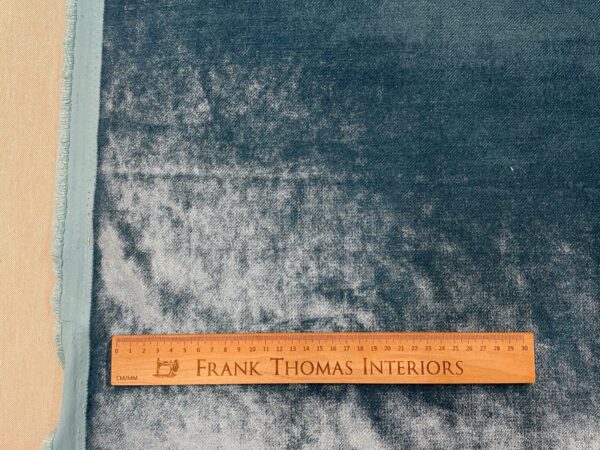 0 1 2 3 4 5 6 7 8 9 10 11 12 13 14 15 16 17 18 19 20 21 22 23 24 25 26 27 28 29 30
FRANK THOMAS INTERIORS
CM/MM